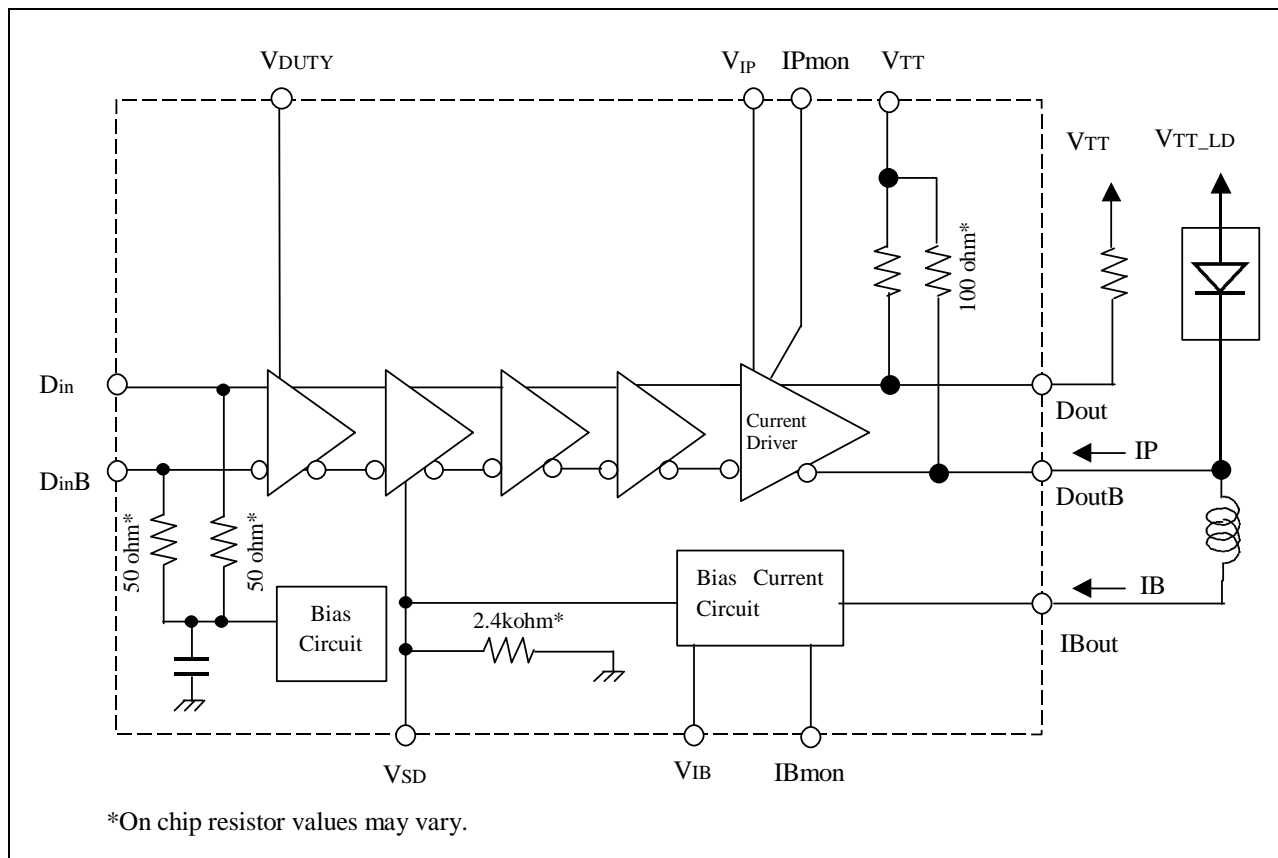 VDUTY
VIP
IPmon
VTT
VTT
VTT_LD
100 ohm*
Din
DinB
Current
Driver
Dout
IP
DoutB
50 ohm*
50 ohm*
Bias
Circuit
2.4kohm*
Bias Current
Circuit
IB
IBout
VSD
VIB
IBmon
*On chip resistor values may vary.